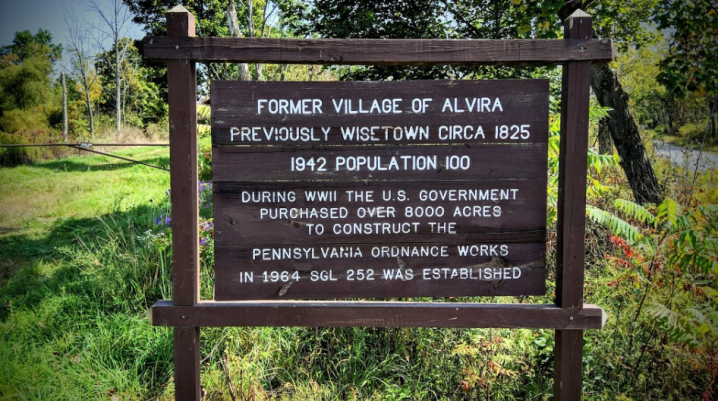 FORMER VILLAGE OF ALVIRA
PREVIOUSLY WISETOWN CIRCA 1825
1942 POPULATION 100
DURING WWII THE U.S. GOVERNMENT
PURCHASED OVER 8000 ACRES
TO CONSTRUCT THE
PENNSYLVANIA ORDNANCE WORKS
IN 1964 SGL 252 WAS ESTABLISHED